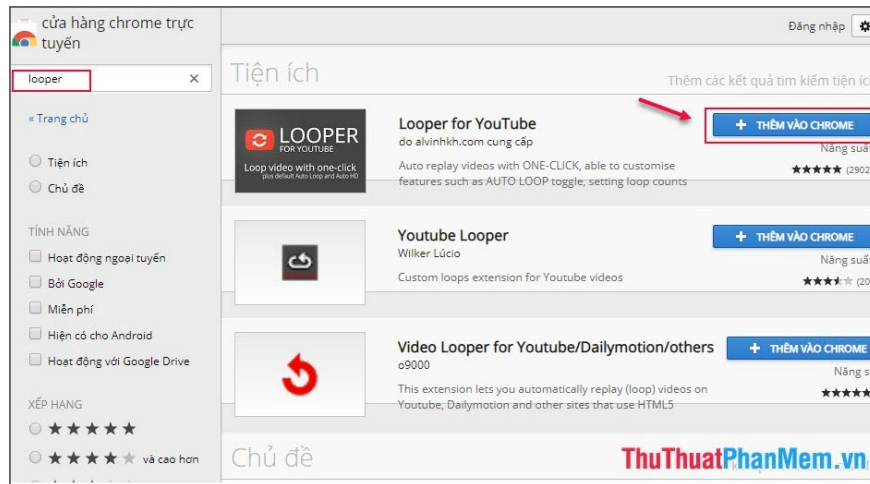 cửa hàng chrome trực
tuyến
Đăng nhập
looper
Tiện ích
Thêm các kết quả tìm kiếm tiện ích
« Trang chủ
Tiện ích
Chủ đề
TÍNH NĂNG
Hoạt động ngoại tuyến
Bởi Google
Miễn phí
Hiện có cho Android
Hoạt động với Google Drive
XẾP HẠNG
và cao hơn
LOOPER
FOR YOUTUBE
Loop video with one-click
plus default Auto Loop and Auto HD
Looper for YouTube
do alvinhkh.com cung cấp
Auto replay videos with ONE-CLICK, able to customise
features such as AUTO LOOP toggle, setting loop counts
+ THÊM VÀO CHROME
Năng suất
(2902
Youtube Looper
Wilker Lúcio
Custom loops extension for Youtube videos
+ THÊM VÀO CHROME
Năng suất
(20
Video Looper for Youtube/Dailymotion/others
o9000
This extension lets you automatically replay (loop) videos on
Youtube, Dailymotion and other sites that use HTML5
+ THÊM VÀO CHROME
Năng s
Chủ đề
ThuThuatPhanMem.vn